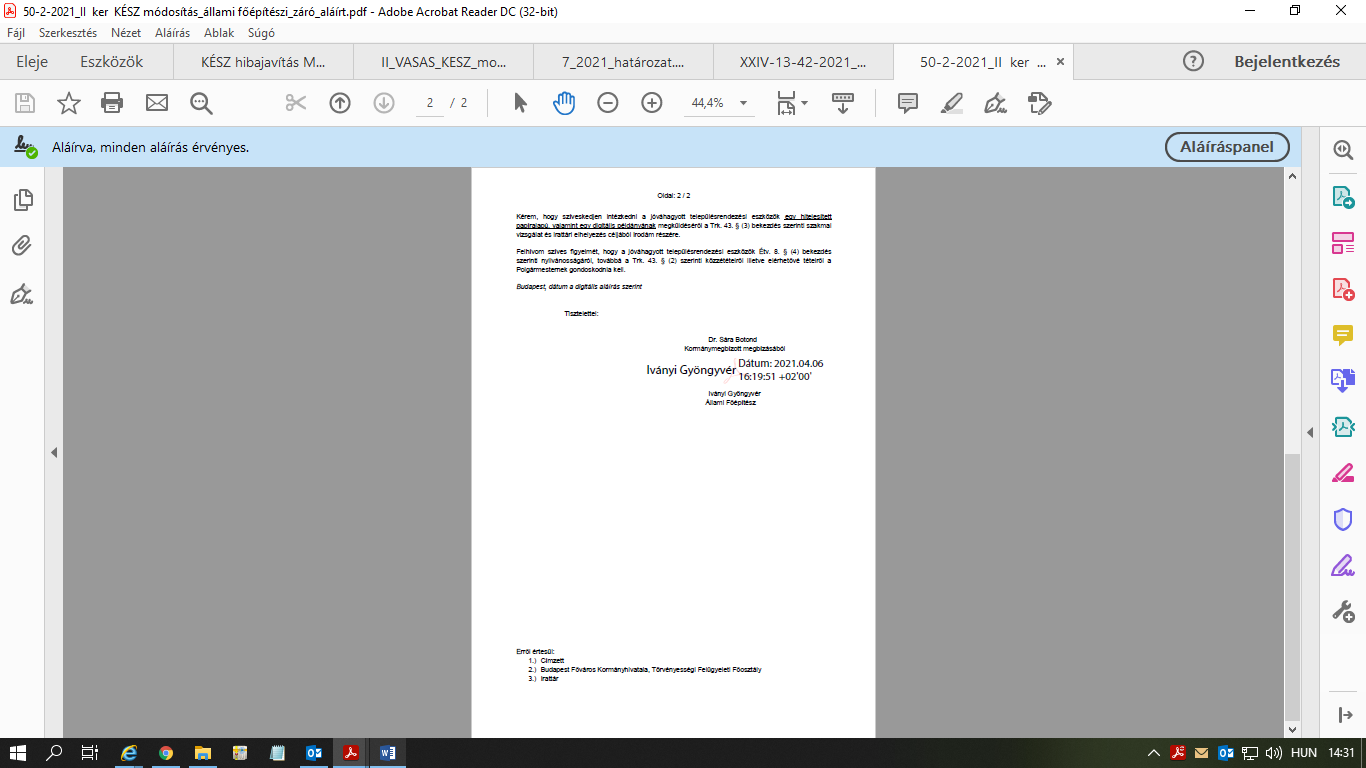 50-2-2021_II  ker  KÉSZ módosítás_állami főépítészi_záró_aláírt.pdf - Adobe Acrobat Reader DC (32-bit)
Fájl Szerkesztés Nézet Aláírás Ablak Súgó
Eleje Eszközök KÉSZ hibajavítás M... II_VASAS_KESZ_mo... 7_2021_határozat.... XXIV-13-42-2021_... 50-2-2021_II  ker  ... ×
? Bejelentkezés
2 / 2 44,4%
Aláírva, minden aláírás érvényes. Aláíráspanel
Oldal: 2 / 2
Kérem, hogy szíveskedjen intézkedni a jóváhagyott településrendezési eszközök egy hitelesített
papíralapú, valamint egy digitális példányának megküldéséről a Trk. 43. § (3) bekezdés szerinti szakmai
vizsgálat és irattári elhelyezés céljából irodám részére.
Felhívom szíves figyelmét, hogy a jóváhagyott településrendezési eszközök Étv. 8. § (4) bekezdés
szerinti nyilvánosságáról, továbbá a Trk. 43. § (2) szerinti közzétételről illetve elérhetővé tételről a
Polgármesternek gondoskodnia kell.
Budapest, dátum a digitális aláírás szerint
Tisztelettel:
Dr. Sára Botond
Kormánymegbízott megbízásából
Iványi Gyöngyvér
Dátum: 2021.04.06
16:19:51 +02'00'
Iványi Gyöngyvér
Állami Főépítész
Erről értesül:
1.) Címzett
2.) Budapest Főváros Kormányhivatala, Törvényességi Felügyeleti Főosztály
3.) Irattár
HUN 14:31